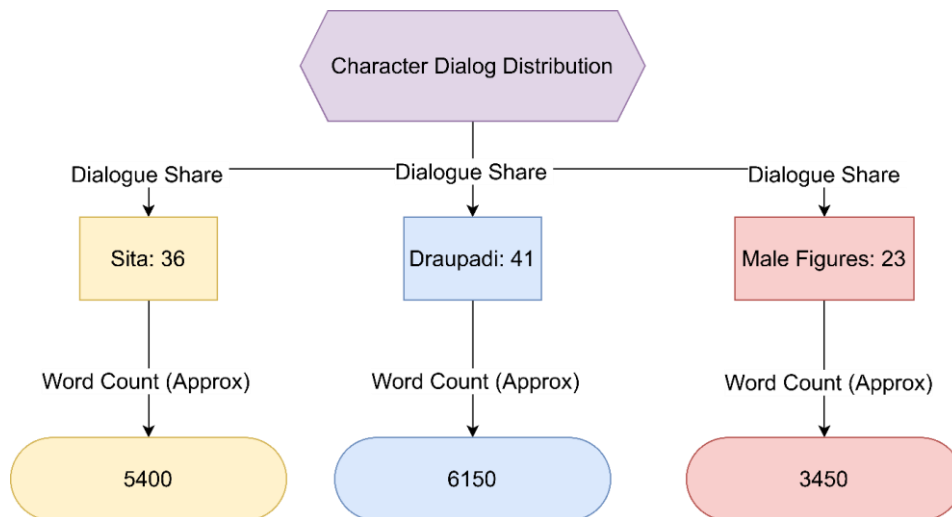 Character Dialog Distribution
Dialogue Share
Dialogue Share
Dialogue Share
Sita: 36
Draupadi: 41
Male Figures: 23
Word Count (Approx)
Word Count (Approx)
Word Count (Approx)
5400
6150
3450